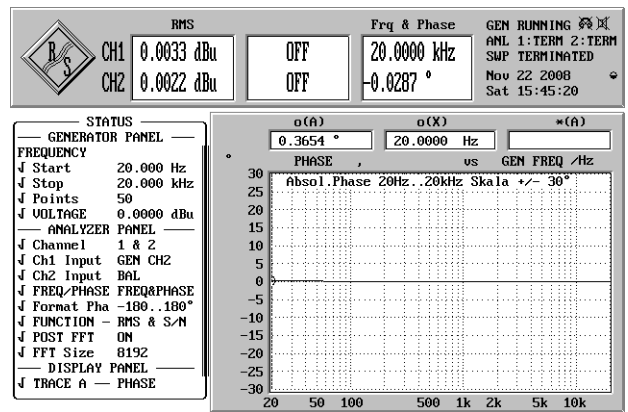 RMS
Frq & Phase
R S
CH1 0.0033 dBu OFF 20.0000 kHz
CH2 0.0022 dBu OFF -0.0287 °
GEN RUNNING
ANL 1:TERM 2:TERM
SWP TERMINATED
Nov 22 2008
Sat 15:45:20
STATUS
GENERATOR PANEL
FREQUENCY
Start 20.000 Hz
Stop 20.000 kHz
Points 50
VOLTAGE 0.0000 dBu
ANALYZER PANEL
Channel 1 & 2
Ch1 Input GEN CH2
Ch2 Input BAL
FREQ/PHASE FREQ&PHASE
Format Pha -180..180°
FUNCTION - RMS & S/N
POST FFT ON
FFT Size 8192
DISPLAY PANEL
TRACE A — PHASE
o(A) o(X) *(A)
0.3654 ° 20.0000 Hz
° PHASE , vs GEN FREQ /Hz
Absol.Phase 20Hz..20kHz Skala +/- 30°
30
25
20
15
10
5
0
-5
-10
-15
-20
-25
-30
20 50 100 500 1k 2k 5k 10k